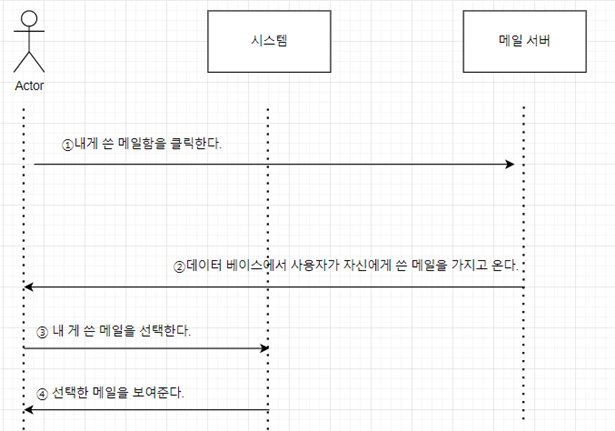 시스템
메일 서버
Actor
①내게 쓴 메일함을 클릭한다.
②데이터 베이스에서 사용자가 자신에게 쓴 메일을 가지고 온다.
③ 내 게 쓴 메일을 선택한다.
④ 선택한 메일을 보여준다.